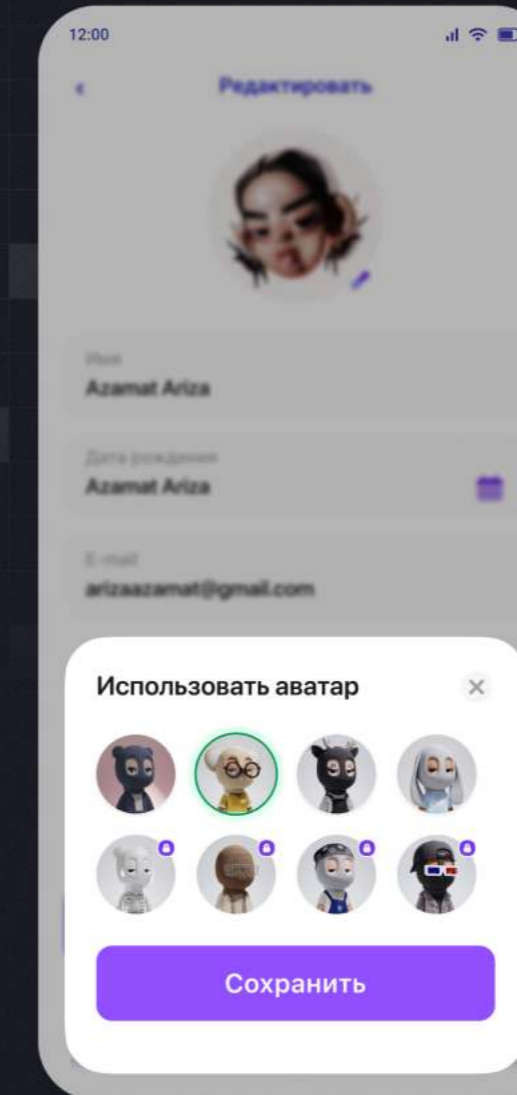 12:00
Редактировать
Имя
Azamat Ariza
Дата рождения
Azamat Ariza
E-mail
arizaazamat@gmail.com
Использовать аватар
Сохранить